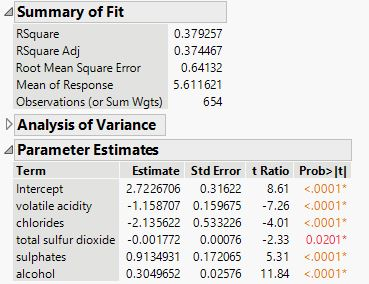 Summary of Fit
RSquare 0.379257
RSquare Adj 0.374467
Root Mean Square Error 0.64132
Mean of Response 5.611621
Observations (or Sum Wgts) 654
Analysis of Variance
Parameter Estimates
Term Estimate Std Error t Ratio Prob>|t|
Intercept 2.7226706 0.31622 8.61 <.0001*
volatile acidity -1.158707 0.159675 -7.26 <.0001*
chlorides -2.135622 0.533226 -4.01 <.0001*
total sulfur dioxide -0.001772 0.00076 -2.33 0.0201*
sulphates 0.9134931 0.172065 5.31 <.0001*
alcohol 0.3049652 0.02576 11.84 <.0001*